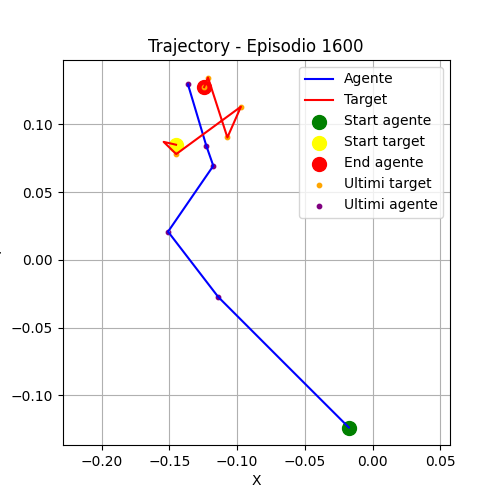 Trajectory - Episodio 1600
Agente
Target
Start agente
Start target
End agente
Ultimi target
Ultimi agente
0.10
0.05
0.00
−0.05
−0.10
−0.20
−0.15
−0.10
−0.05
0.00
0.05
X